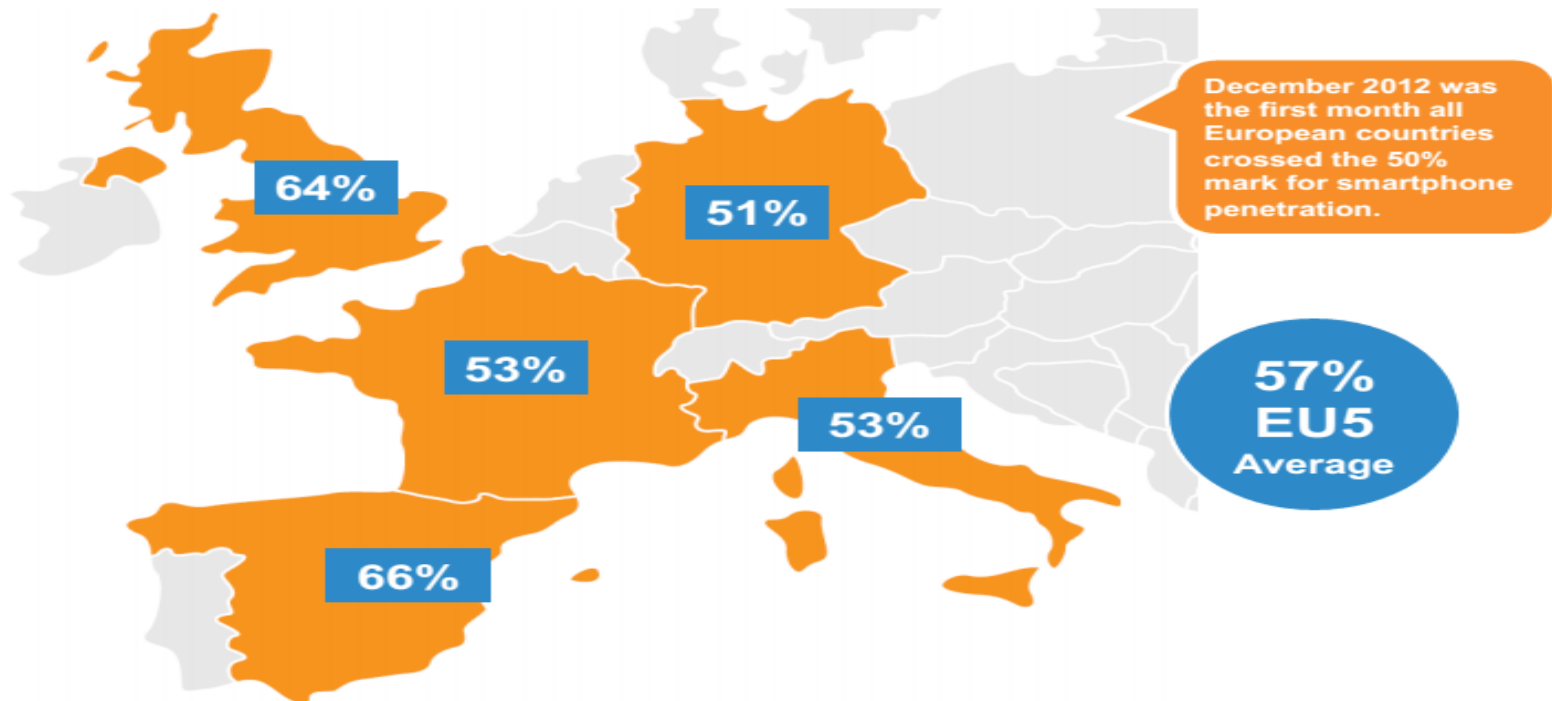 December 2012 was
the first month all
European countries
crossed the 50%
mark for smartphone
penetration.
64%
51%
53%
53%
66%
57%
EU5
Average